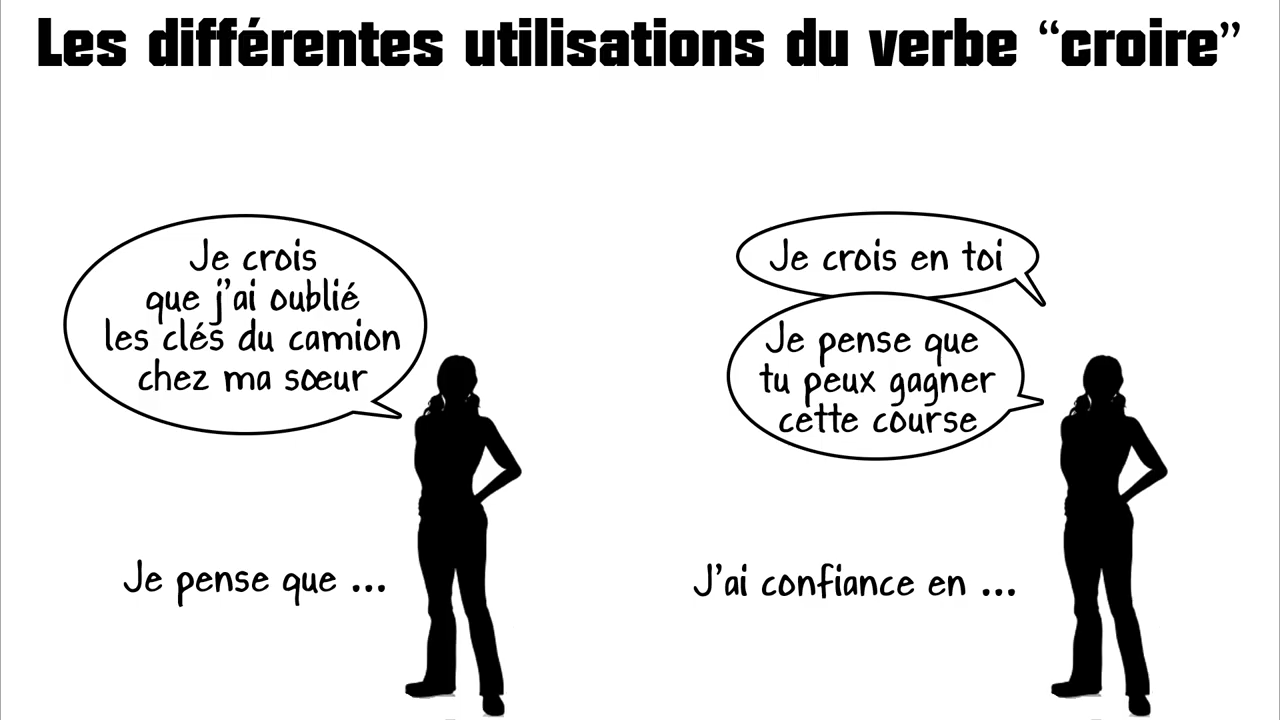 Les différentes utilisations du verbe “croire”
Je crois
que j'ai oublié
les clés du camion
chez ma sœur
Je pense que ...
Je crois en toi
Je pense que
tu peux gagner
cette course
J'ai confiance en ...